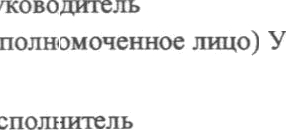 уководитель
полномоченное лицо) У
сполнитель